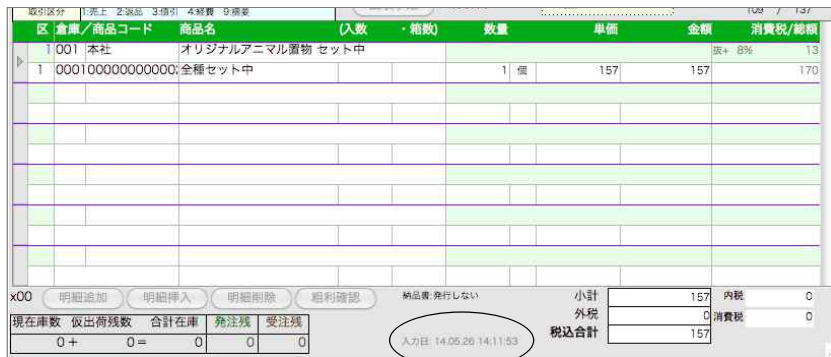 取引区分 1:売上 2:返品 3:値引 4:経費 9:摘要 109 / 137
区 倉庫/商品コード 商品名 (入数 ・箱数) 数量 単価 金額 消費税/総額
1 001 本社 オリジナルアニマル置物 セット中 抜+ 8% 13
1 000100000000000 全種セット中 1 個 157 157 170
x00 明細追加 明細挿入 明細削除 粗利確認 納品書:発行しない 小計 157 内税 0
外税 0 消費税 0
現在庫数 仮出荷残数 合計在庫 発注残 受注残 税込合計 157
0 + 0 = 0 0 0 入力日: 14.05.26 14:11:53